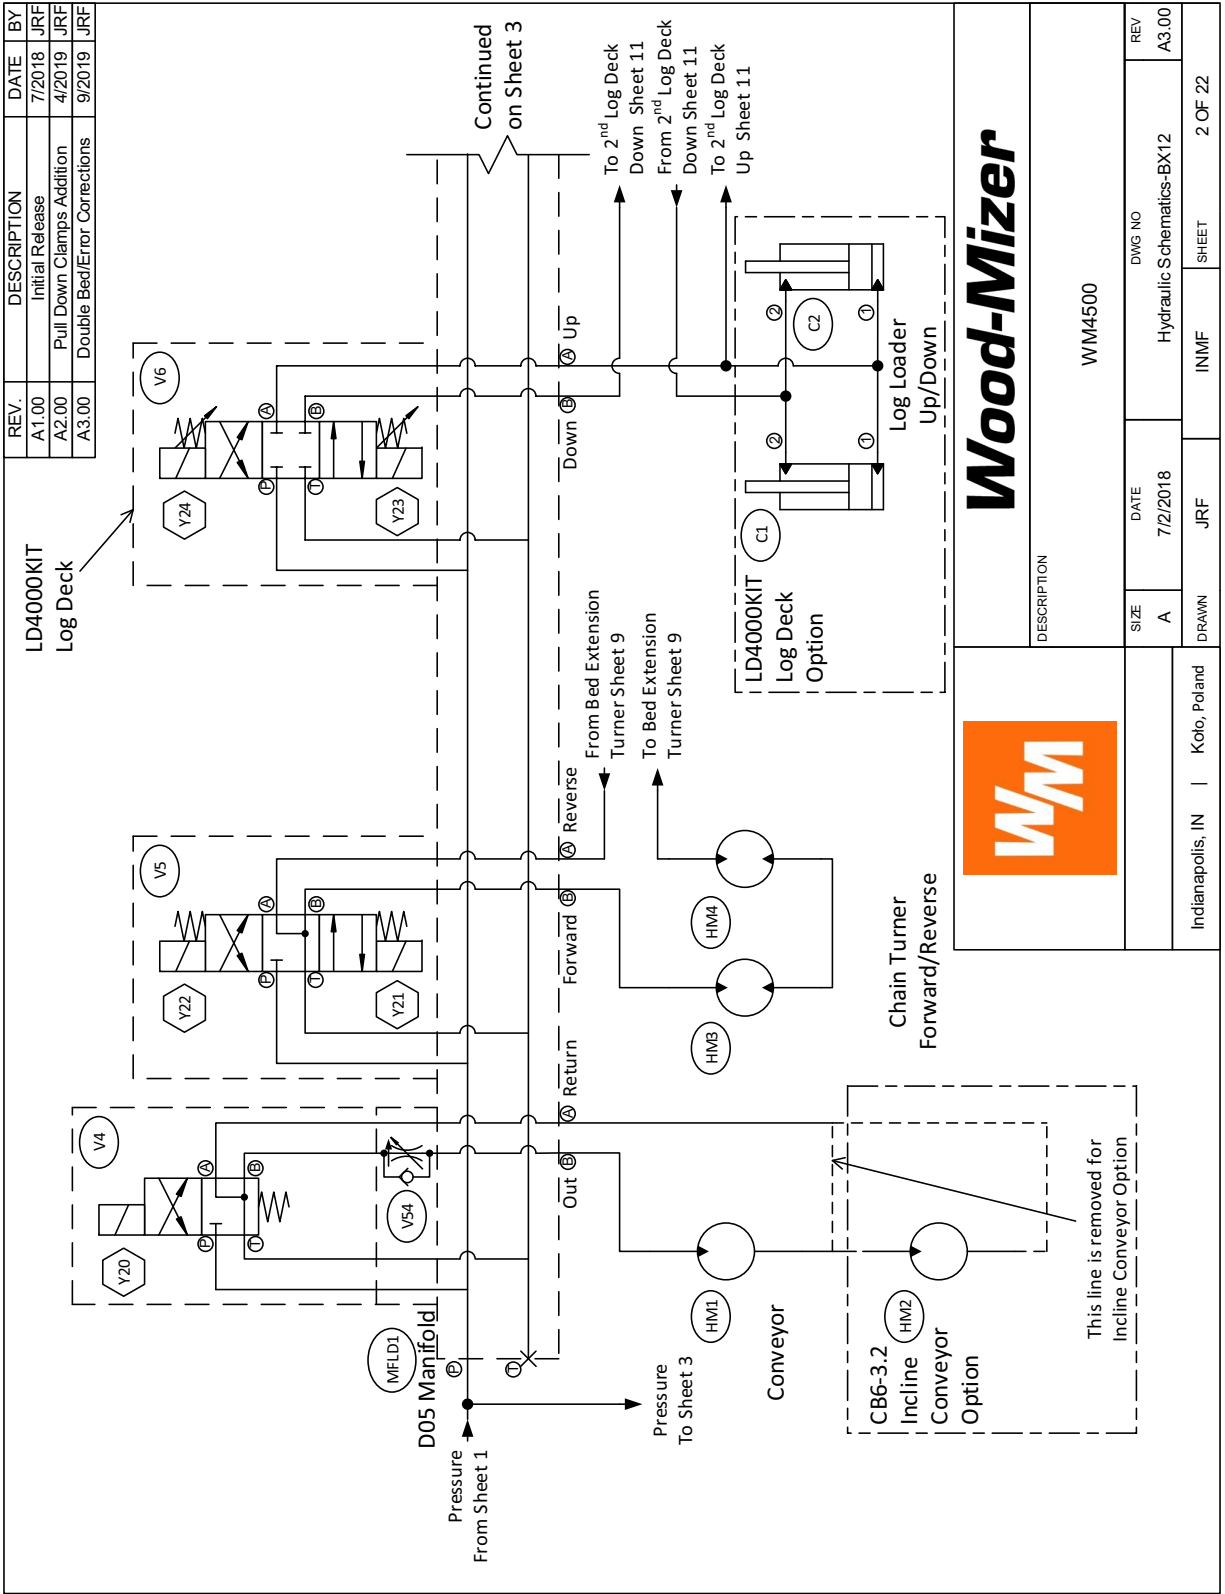 REV. DESCRIPTION DATE BY
A1.00 Initial Release 7/2018 JRF
A2.00 Pull Down Clamps Addition 4/2019 JRF
A3.00 Double Bed/Error Corrections 9/2019 JRF
LD4000KIT
Log Deck
V4
V5
V6
Y20
Y22
Y21
Y24
Y23
P
T
A
B
P
T
A
B
P
T
A
B
V54
MFLD1
D05 Manifold
P
T
Pressure
From Sheet 1
Pressure
To Sheet 3
Continued
on Sheet 3
Out B
A Return
Forward B
A Reverse
Down B
A Up
From Bed Extension
Turner Sheet 9
To Bed Extension
Turner Sheet 9
To 2nd Log Deck
Down Sheet 11
From 2nd Log Deck
Down Sheet 11
To 2nd Log Deck
Up Sheet 11
HM1
Conveyor
HM2
CB6-3.2
Incline
Conveyor
Option
This line is removed for
Incline Conveyor Option
HM3
HM4
Chain Turner
Forward/Reverse
LD4000KIT
Log Deck
Option
C1
C2
2
1
2
1
Log Loader
Up/Down
WM
Indianapolis, IN | Koło, Poland
Wood-Mizer
DESCRIPTION
WM4500
SIZE
A
DATE
7/2/2018
DWG NO
Hydraulic Schematics-BX12
REV
A3.00
DRAWN
JRF
INMF
SHEET
2 OF 22